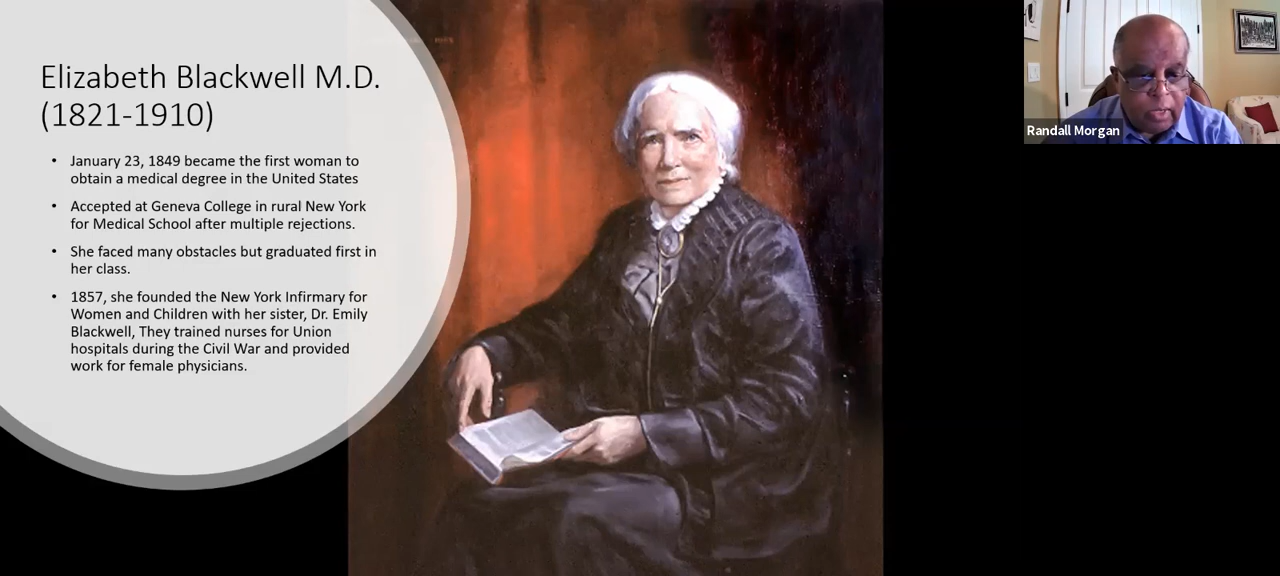 Elizabeth Blackwell M.D.
(1821-1910)
• January 23, 1849 became the first woman to
obtain a medical degree in the United States
• Accepted at Geneva College in rural New York
for Medical School after multiple rejections.
• She faced many obstacles but graduated first in
her class.
• 1857, she founded the New York Infirmary for
Women and Children with her sister, Dr. Emily
Blackwell, They trained nurses for Union
hospitals during the Civil War and provided
work for female physicians.
Randall Morgan